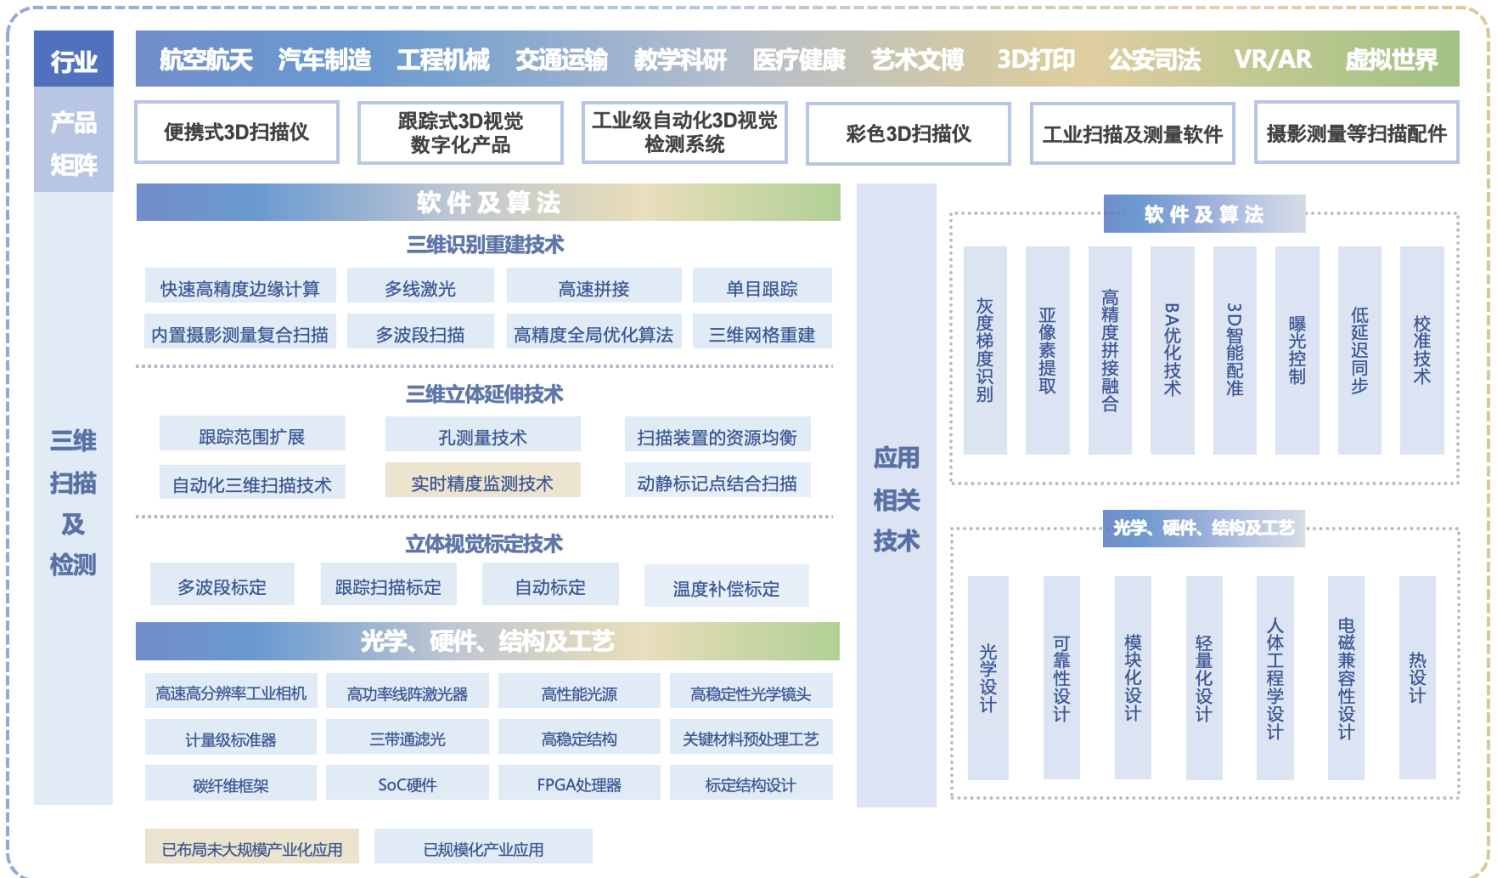 行业
航空航天 汽车制造 工程机械 交通运输 教学科研 医疗健康 艺术文博 3D打印 公安司法 VR/AR 虚拟世界
产品
矩阵
便携式3D扫描仪
跟踪式3D视觉
数字化产品
工业级自动化3D视觉
检测系统
彩色3D扫描仪
工业扫描及测量软件
摄影测量等扫描配件
三维
扫描
及
检测
软件及算法
三维识别重建技术
快速高精度边缘计算 多线激光 高速拼接 单目跟踪
内置摄影测量复合扫描 多波段扫描 高精度全局优化算法 三维网格重建
三维立体延伸技术
跟踪范围扩展 孔测量技术 扫描装置的资源均衡
自动化三维扫描技术 实时精度监测技术 动静标记点结合扫描
立体视觉标定技术
多波段标定 跟踪扫描标定 自动标定 温度补偿标定
光学、硬件、结构及工艺
高速高分辨率工业相机 高功率线阵激光器 高性能光源 高稳定性光学镜头
计量级标准器 三带通滤光 高稳定结构 关键材料预处理工艺
碳纤维框架 SoC硬件 FPGA处理器 标定结构设计
已布局未大规模产业化应用 已规模化产业应用
应用
相关
技术
软件及算法
灰度梯度识别
亚像素提取
高精度拼接融合
BA优化技术
3D智能配准
曝光控制
低延迟同步
校准技术
光学、硬件、结构及工艺
光学设计
可靠性设计
模块化设计
轻量化设计
人体工程学设计
电磁兼容性设计
热设计